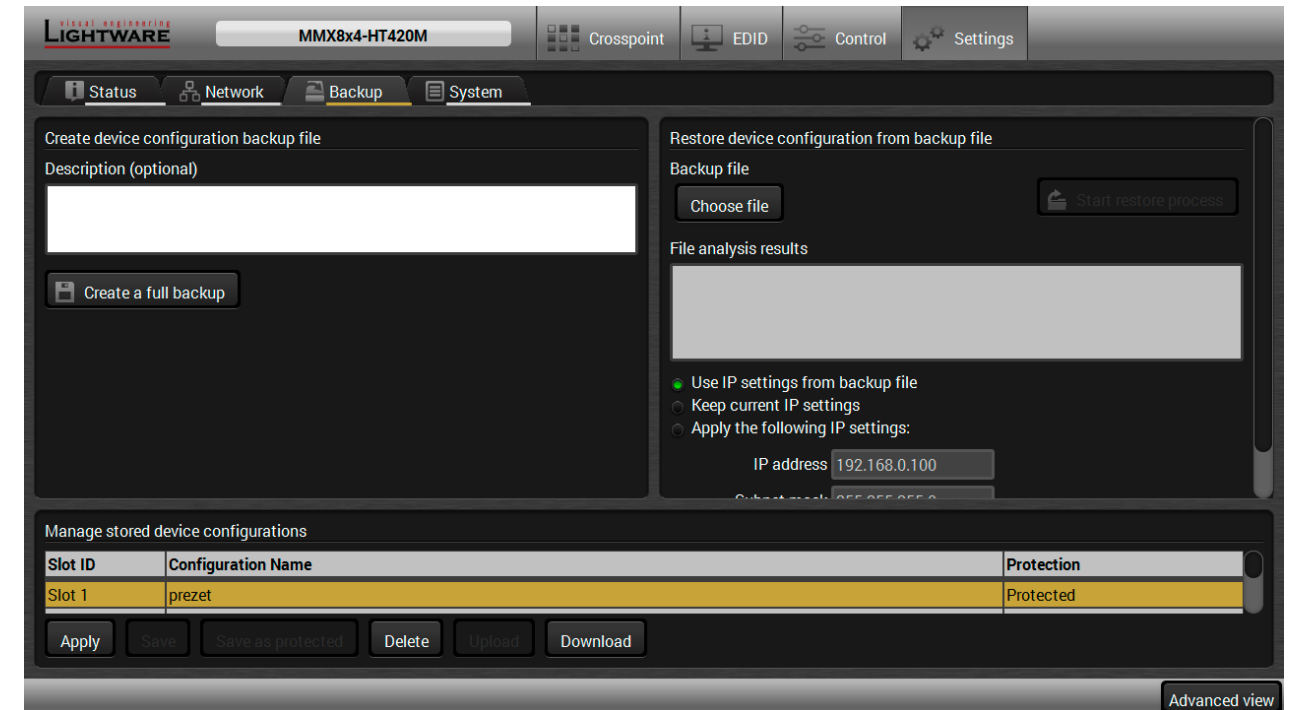 visual engineering
LIGHTWARE
MMX8x4-HT420M
Crosspoint
EDID
Control
Settings
Status
Network
Backup
System
Create device configuration backup file
Description (optional)
Create a full backup
Restore device configuration from backup file
Backup file
Choose file
Start restore process
File analysis results
Use IP settings from backup file
Keep current IP settings
Apply the following IP settings:
IP address 192.168.0.100
Manage stored device configurations
Slot ID Configuration Name Protection
Slot 1 prezet Protected
Apply Save Save as protected Delete Upload Download
Advanced view